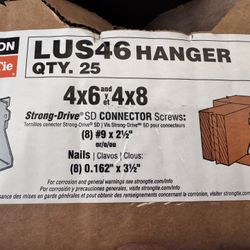 LUS46 HANGER
QTY. 25
Tie
4x6 and y et 4x8
Strong-Drive® SD CONNECTOR Screws:
Tornillos conector Strong-Drive® SD | Vis Strong-Drive® SD pour connecteurs
(8) #9 x 2½"
or/o/ou
Nails | Clavos | Clous:
(8) 0.162" x 3½"
For corrosion and general warnings see strongtie.com/info.
Para corrosión y precauciones generales, visite strongtie.com/info.